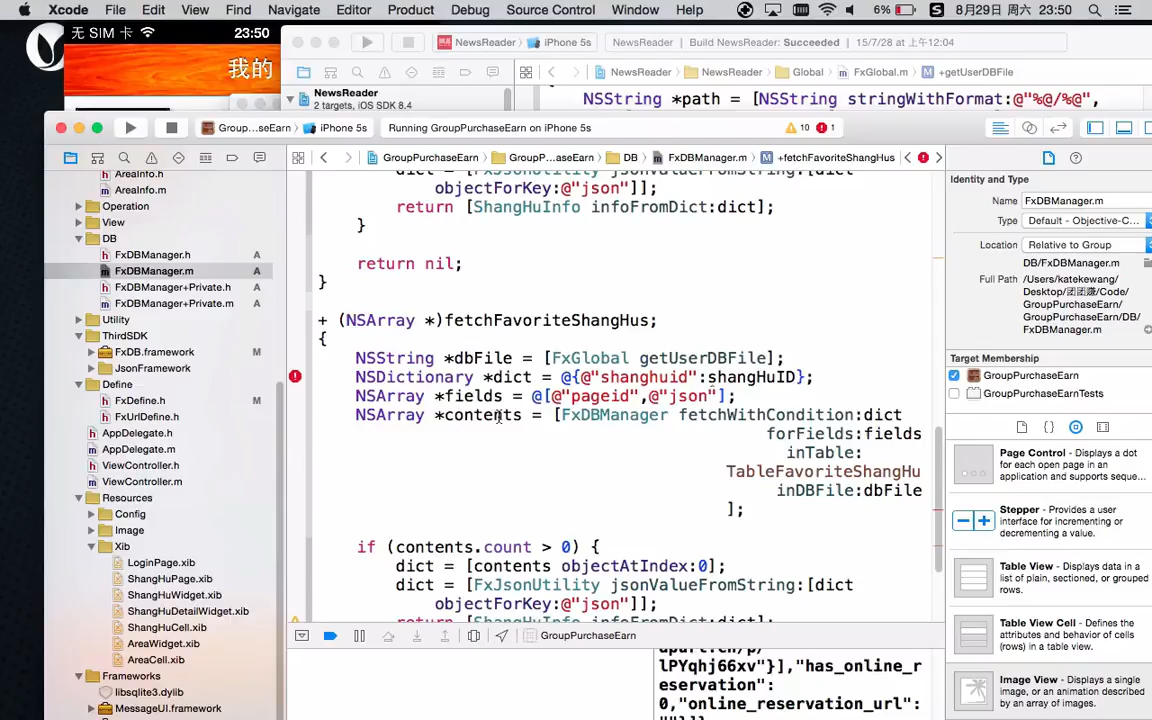 Xcode File Edit View Find Navigate Editor Product Debug Source Control Window Help 6% 8月29日 周六 23:50
无 SIM 卡 23:50
我的
NewsReader iPhone 5s NewsReader | Build NewsReader: Succeeded | 15/7/28 at 上午12:04
NewsReader NewsReader Global FxGlobal.m +getUserDBFile
NewsReader
2 targets, iOS SDK 8.4
NSString *path = [NSString stringWithFormat:@"%@/%@",
Group...seEarn iPhone 5s Running GroupPurchaseEarn on iPhone 5s 10 1
GroupPurchaseEarn GroupP...aseEarn DB FxDBManager.m +fetchFavoriteShangHus
AreaInfo.h
AreaInfo.m
Operation
View
DB
FxDBManager.h A
FxDBManager.m A
FxDBManager+Private.h A
FxDBManager+Private.m A
Utility
ThirdSDK
FxDB.framework M
JsonFramework
Define
FxDefine.h
FxUrlDefine.h
AppDelegate.h
AppDelegate.m
ViewController.h
ViewController.m
Resources
Config
Image
Xib
LoginPage.xib
ShangHuPage.xib
ShangHuWidget.xib
ShangHuDetailWidget.xib
ShangHuCell.xib
AreaWidget.xib
AreaCell.xib
Frameworks
libsqlite3.dylib
MessageUI.framework
dict = [FxJsonUtility jsonValueFromString:[dict
objectForKey:@"json"]];
return [ShangHuInfo infoFromDict:dict];
}
return nil;
}
+ (NSArray *)fetchFavoriteShangHus;
{
NSString *dbFile = [FxGlobal getUserDBFile];
NSDictionary *dict = @{@"shanghuid":shangHuID};
NSArray *fields = @[@"pageid",@"json"];
NSArray *contents = [FxDBManager fetchWithCondition:dict
forFields:fields
inTable:
TableFavoriteShangHu
inDBFile:dbFile
];
if (contents.count > 0) {
dict = [contents objectAtIndex:0];
dict = [FxJsonUtility jsonValueFromString:[dict
objectForKey:@"json"]];
return [ShangHuInfo infoFromDict:dict];
GroupPurchaseEarn
lPYqhj66xv"}],"has_online_r
eservation":
0,"online_reservation_url":
Identity and Type
Name FxDBManager.m
Type Default - Objective-C...
Location Relative to Group
DB/FxDBManager.m
Full Path /Users/katekewang/
Desktop/团团赚/Code/
GroupPurchaseEarn/
GroupPurchaseEarn/DB/
FxDBManager.m
Target Membership
GroupPurchaseEarn
GroupPurchaseEarnTests
Page Control - Displays a dot
for each open page in an
application and supports seque...
Stepper - Provides a user
interface for incrementing or
decrementing a value.
Table View - Displays data in a
list of plain, sectioned, or grouped
rows.
Table View Cell - Defines the
attributes and behavior of cells
(rows) in a table view.
Image View - Displays a single
image, or an animation described
by an array of images.